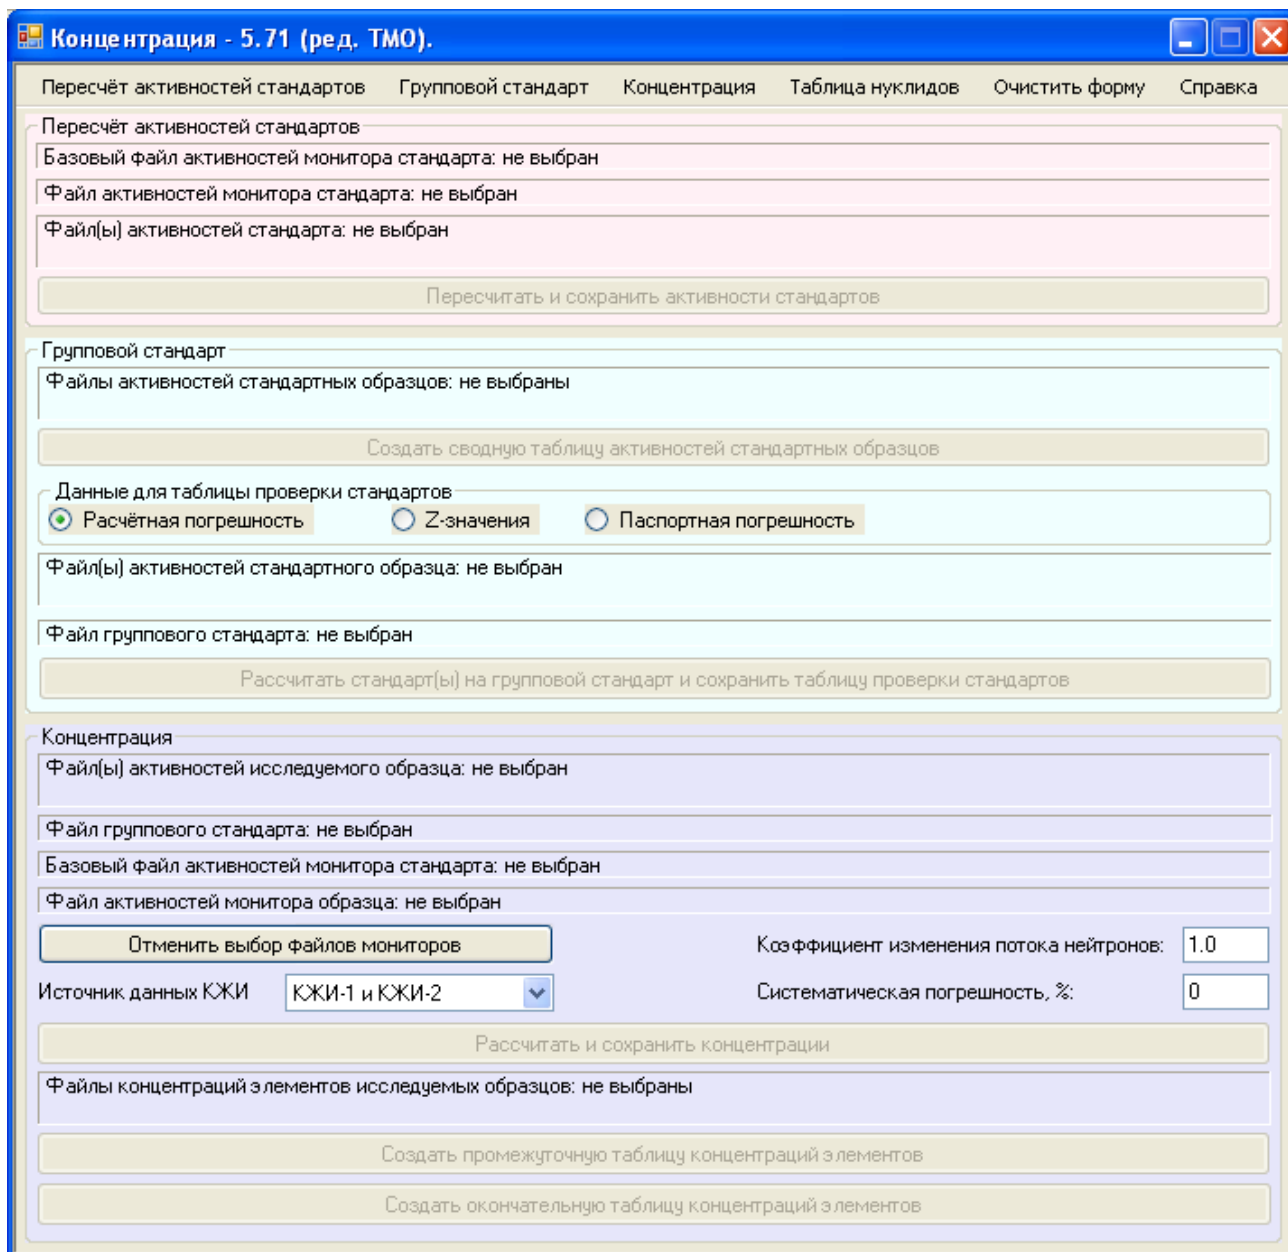 Концентрация - 5.71 (ред. ТМО).
Пересчёт активностей стандартов Групповой стандарт Концентрация Таблица нуклидов Очистить форму Справка
Пересчёт активностей стандартов
Базовый файл активностей монитора стандарта: не выбран
Файл активностей монитора стандарта: не выбран
Файл(ы) активностей стандарта: не выбран
Пересчитать и сохранить активности стандартов
Групповой стандарт
Файлы активностей стандартных образцов: не выбраны
Создать сводную таблицу активностей стандартных образцов
Данные для таблицы проверки стандартов
Расчётная погрешность Z-значения Паспортная погрешность
Файл(ы) активностей стандартного образца: не выбран
Файл группового стандарта: не выбран
Рассчитать стандарт(ы) на групповой стандарт и сохранить таблицу проверки стандартов
Концентрация
Файл(ы) активностей исследуемого образца: не выбран
Файл группового стандарта: не выбран
Базовый файл активностей монитора стандарта: не выбран
Файл активностей монитора образца: не выбран
Отменить выбор файлов мониторов Коэффициент изменения потока нейтронов: 1.0
Источник данных КЖИ КЖИ-1 и КЖИ-2 Систематическая погрешность, %: 0
Рассчитать и сохранить концентрации
Файлы концентраций элементов исследуемых образцов: не выбраны
Создать промежуточную таблицу концентраций элементов
Создать окончательную таблицу концентраций элементов